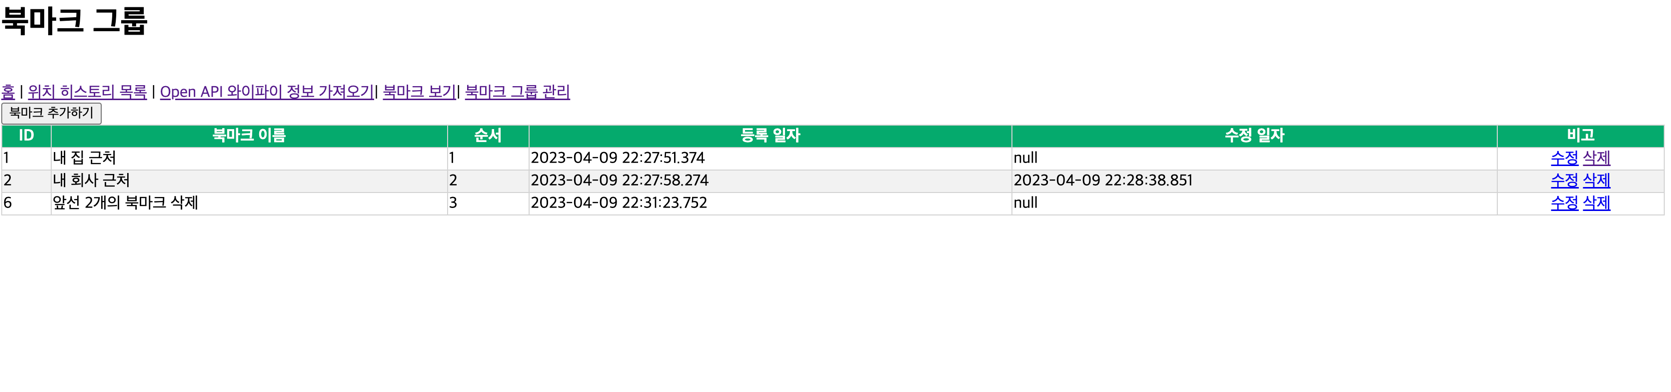 북마크 그룹
홈 | 위치 히스토리 목록 | Open API 와이파이 정보 가져오기| 북마크 보기| 북마크 그룹 관리
북마크 추가하기
ID 북마크 이름 순서 등록 일자 수정 일자 비고
1 내 집 근처 1 2023-04-09 22:27:51.374 null 수정 삭제
2 내 회사 근처 2 2023-04-09 22:27:58.274 2023-04-09 22:28:38.851 수정 삭제
6 앞선 2개의 북마크 삭제 3 2023-04-09 22:31:23.752 null 수정 삭제